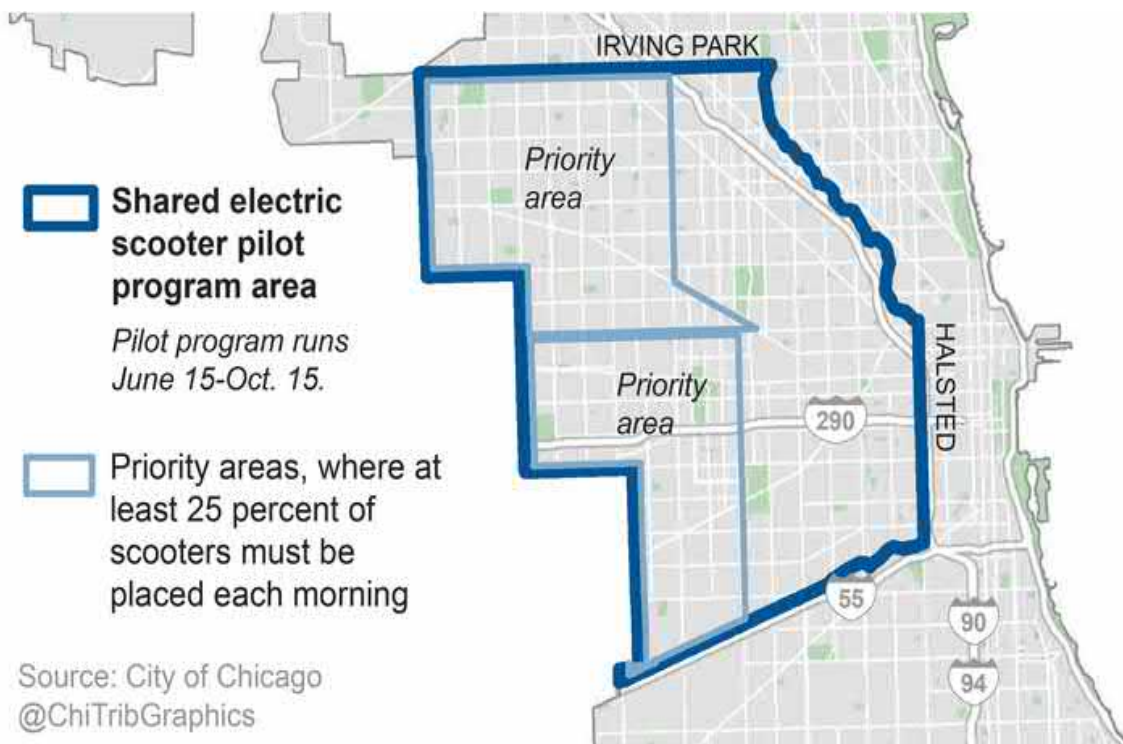 IRVING PARK
Priority
area
Shared electric
scooter pilot
program area
Pilot program runs
June 15-Oct. 15.
HALSTED
Priority
area
290
Priority areas, where at
least 25 percent of
scooters must be
placed each morning
55
90
94
Source: City of Chicago
@ChiTribGraphics